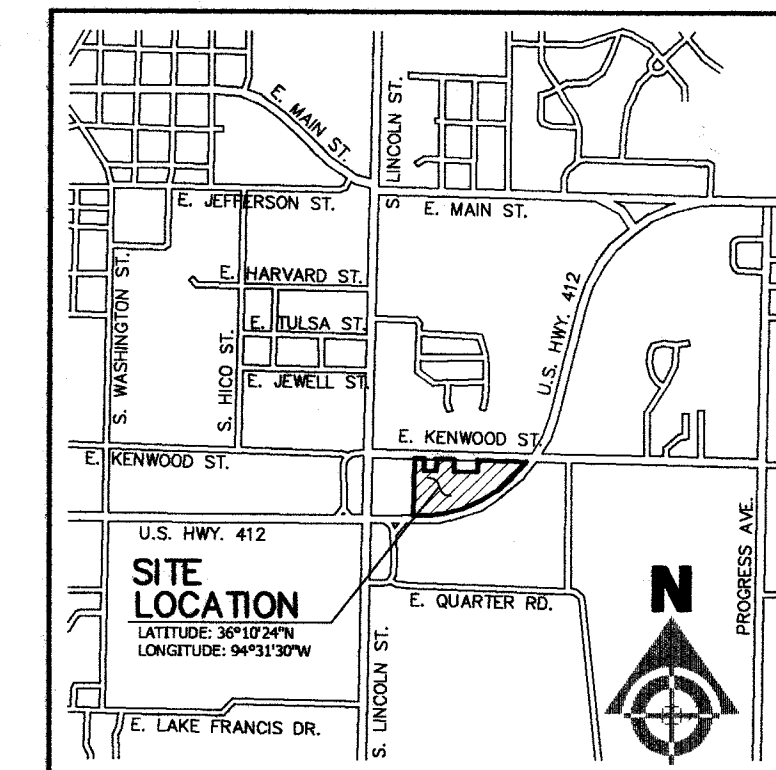 E. MAIN ST.
S. LINCOLN ST.
E. JEFFERSON ST.
E. MAIN ST.
S. WASHINGTON ST.
E. HARVARD ST.
U.S. HWY. 412
E. TULSA ST.
S. HICO ST.
E. JEWELL ST.
E. KENWOOD ST.
E. KENWOOD ST.
U.S. HWY. 412
SITE
LOCATION
LATITUDE: 36°10'24"N
LONGITUDE: 94°31'30"W
E. QUARTER RD.
N
PROGRESS AVE.
S. LINCOLN ST.
E. LAKE FRANCIS DR.